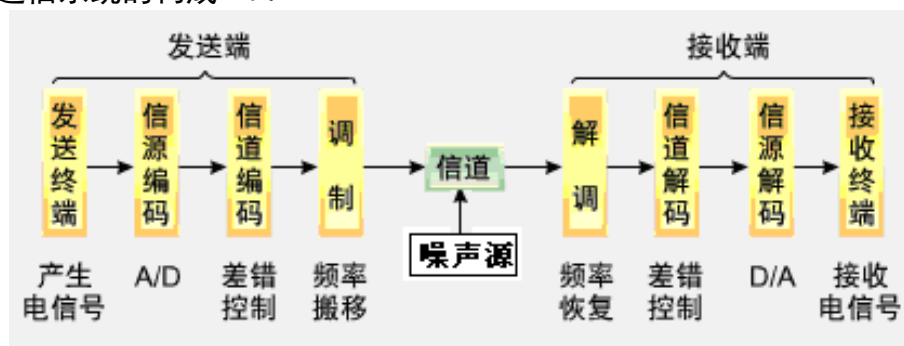 发送端
接收端
发送终端
信源编码
信道编码
调制
信道
解调
信道解码
信源解码
接收终端
噪声源
产生
电信号
A/D
差错
控制
频率
搬移
频率
恢复
差错
控制
D/A
接收
电信号